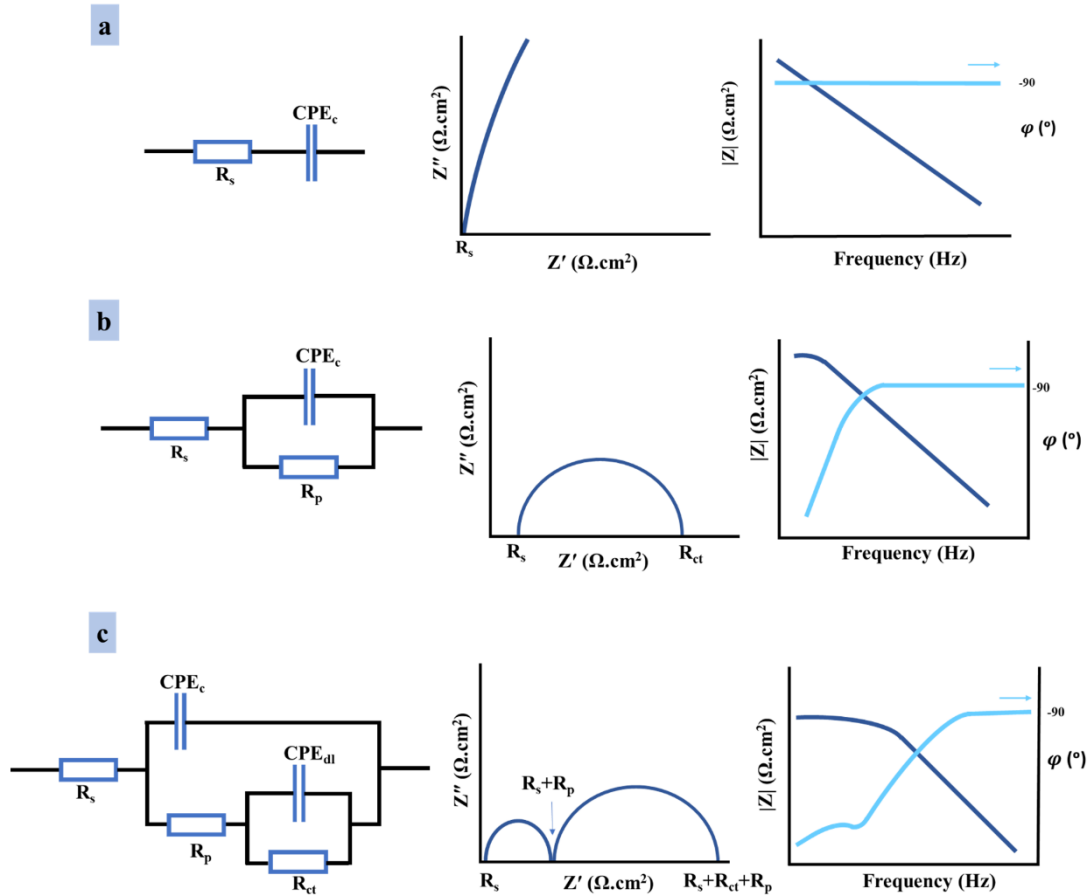 a
CPEc
Rs
Z″ (Ω.cm²)
Rs
Z′ (Ω.cm²)
|Z| (Ω.cm²)
-90
φ (°)
Frequency (Hz)
b
CPEc
Rs
Rp
Z″ (Ω.cm²)
Rs
Z′ (Ω.cm²)
Rct
|Z| (Ω.cm²)
-90
φ (°)
Frequency (Hz)
c
CPEc
Rs
CPEdl
Rp
Rct
Z″ (Ω.cm²)
Rs+Rp
Rs
Z′ (Ω.cm²)
Rs+Rct+Rp
|Z| (Ω.cm²)
-90
φ (°)
Frequency (Hz)